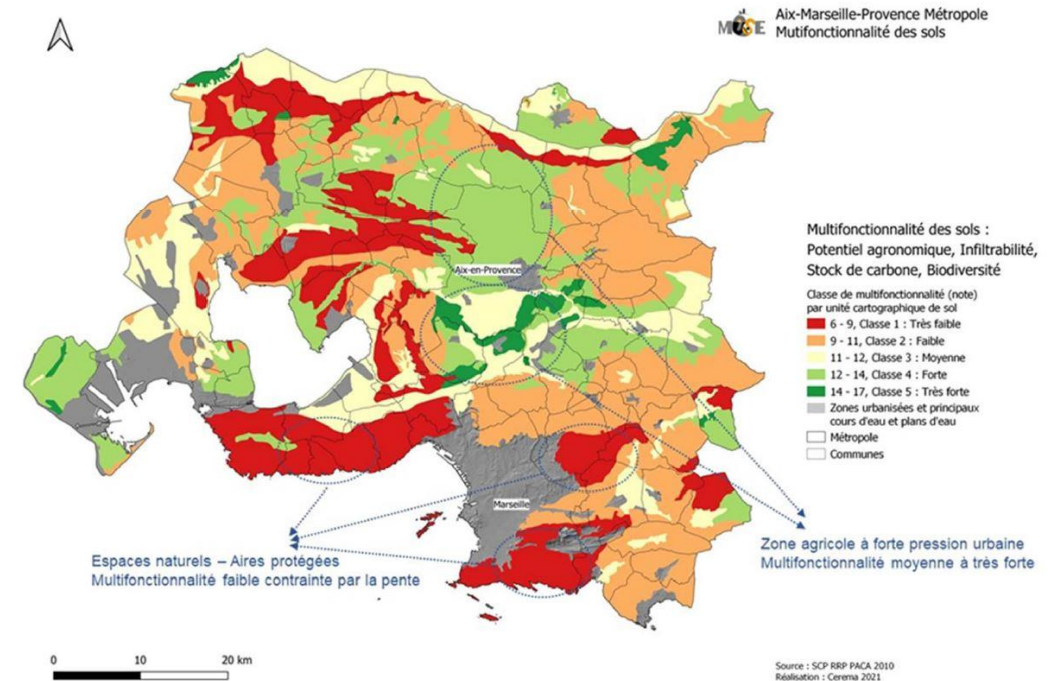 MUSE
Aix-Marseille-Provence Métropole
Mutifonctionnalité des sols
Aix-en-Provence
Marseille
Multifonctionnalité des sols :
Potentiel agronomique, Infiltrabilité,
Stock de carbone, Biodiversité
Classe de multifonctionnalité (note)
par unité cartographique de sol
6 - 9, Classe 1 : Très faible
9 - 11, Classe 2 : Faible
11 - 12, Classe 3 : Moyenne
12 - 14, Classe 4 : Forte
14 - 17, Classe 5 : Très forte
Zones urbanisées et principaux
cours d'eau et plans d'eau
Métropole
Communes
Espaces naturels – Aires protégées
Multifonctionnalité faible contrainte par la pente
Zone agricole à forte pression urbaine
Multifonctionnalité moyenne à très forte
0 10 20 km
Source : SCP RRP PACA 2010
Réalisation : Cerema 2021